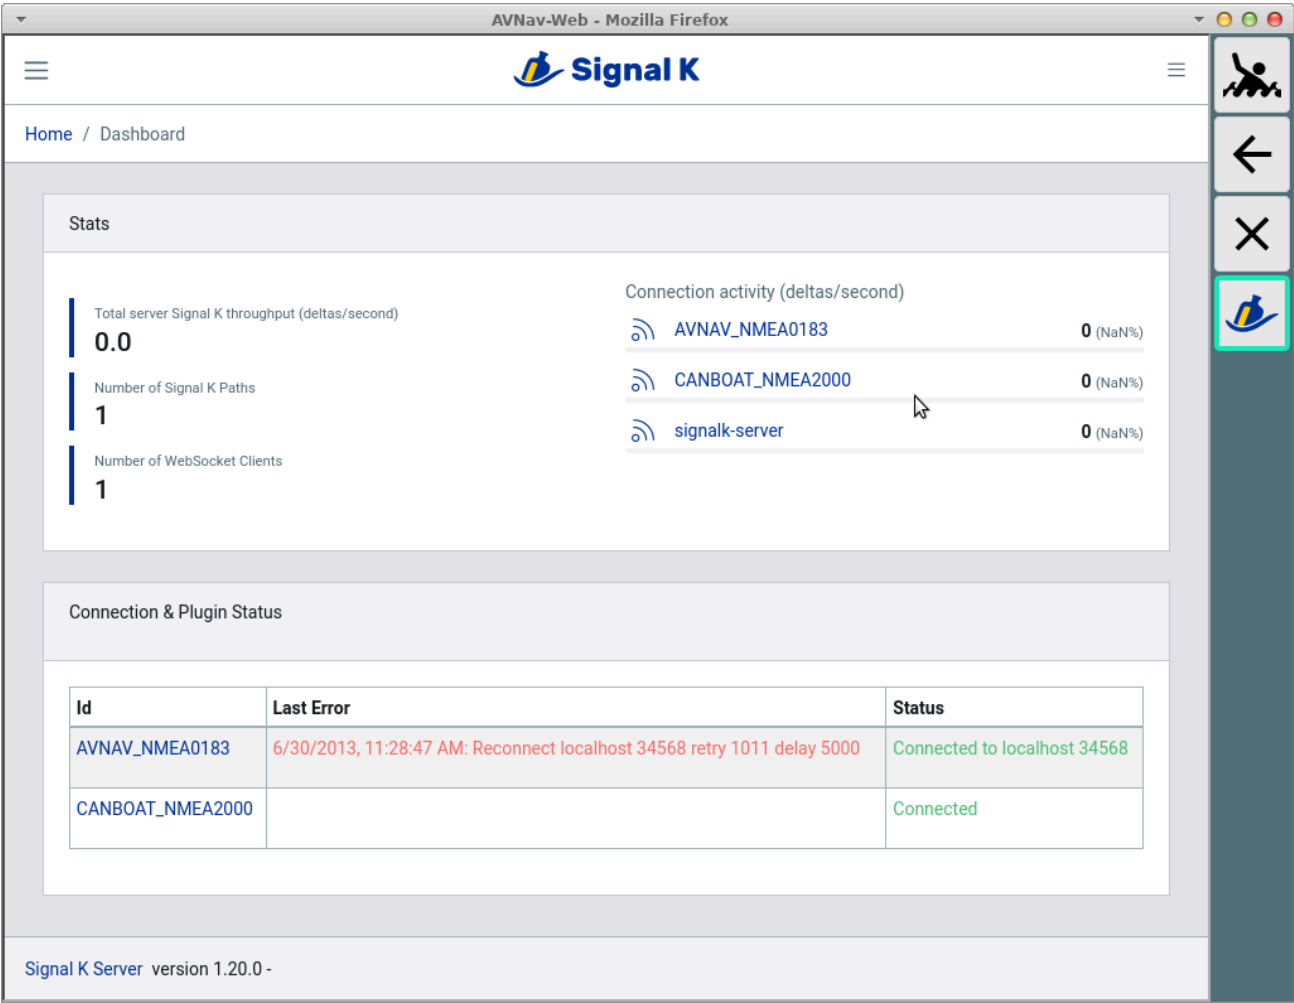 AVNav-Web - Mozilla Firefox
Signal K
Home / Dashboard
Stats
Total server Signal K throughput (deltas/second)
0.0
Number of Signal K Paths
1
Number of WebSocket Clients
1
Connection activity (deltas/second)
AVNAV_NMEA0183 0 (NaN%)
CANBOAT_NMEA2000 0 (NaN%)
signalk-server 0 (NaN%)
Connection & Plugin Status
Id Last Error Status
AVNAV_NMEA0183 6/30/2013, 11:28:47 AM: Reconnect localhost 34568 retry 1011 delay 5000 Connected to localhost 34568
CANBOAT_NMEA2000 Connected
Signal K Server version 1.20.0 -